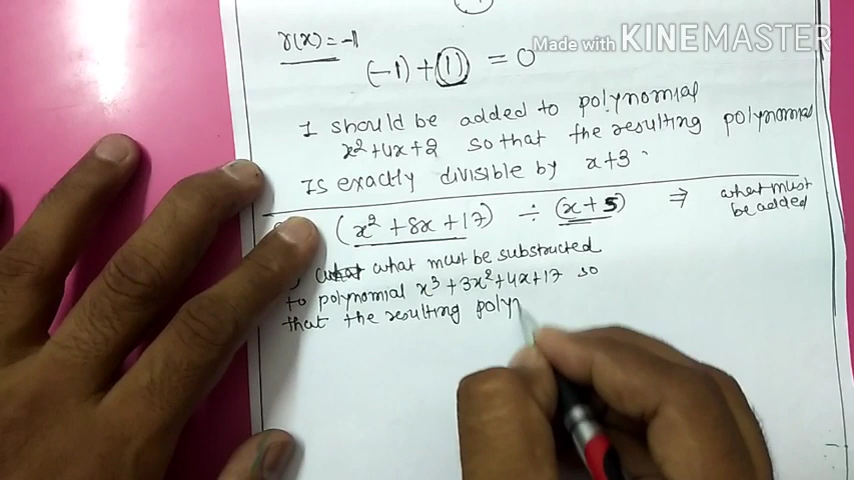 Made with KINEMASTER
r(x) = -1
(-1) + (1) = 0
1 should be added to polynomial
x² + 4x + 2 so that the resulting polynomial
Is exactly divisible by x+3
(x² + 8x + 17) ÷ (x + 5) ⇒ what must
be added
what must be substructed
to polynomial x³ + 3x² + 4x + 17 so
that the resulting poly